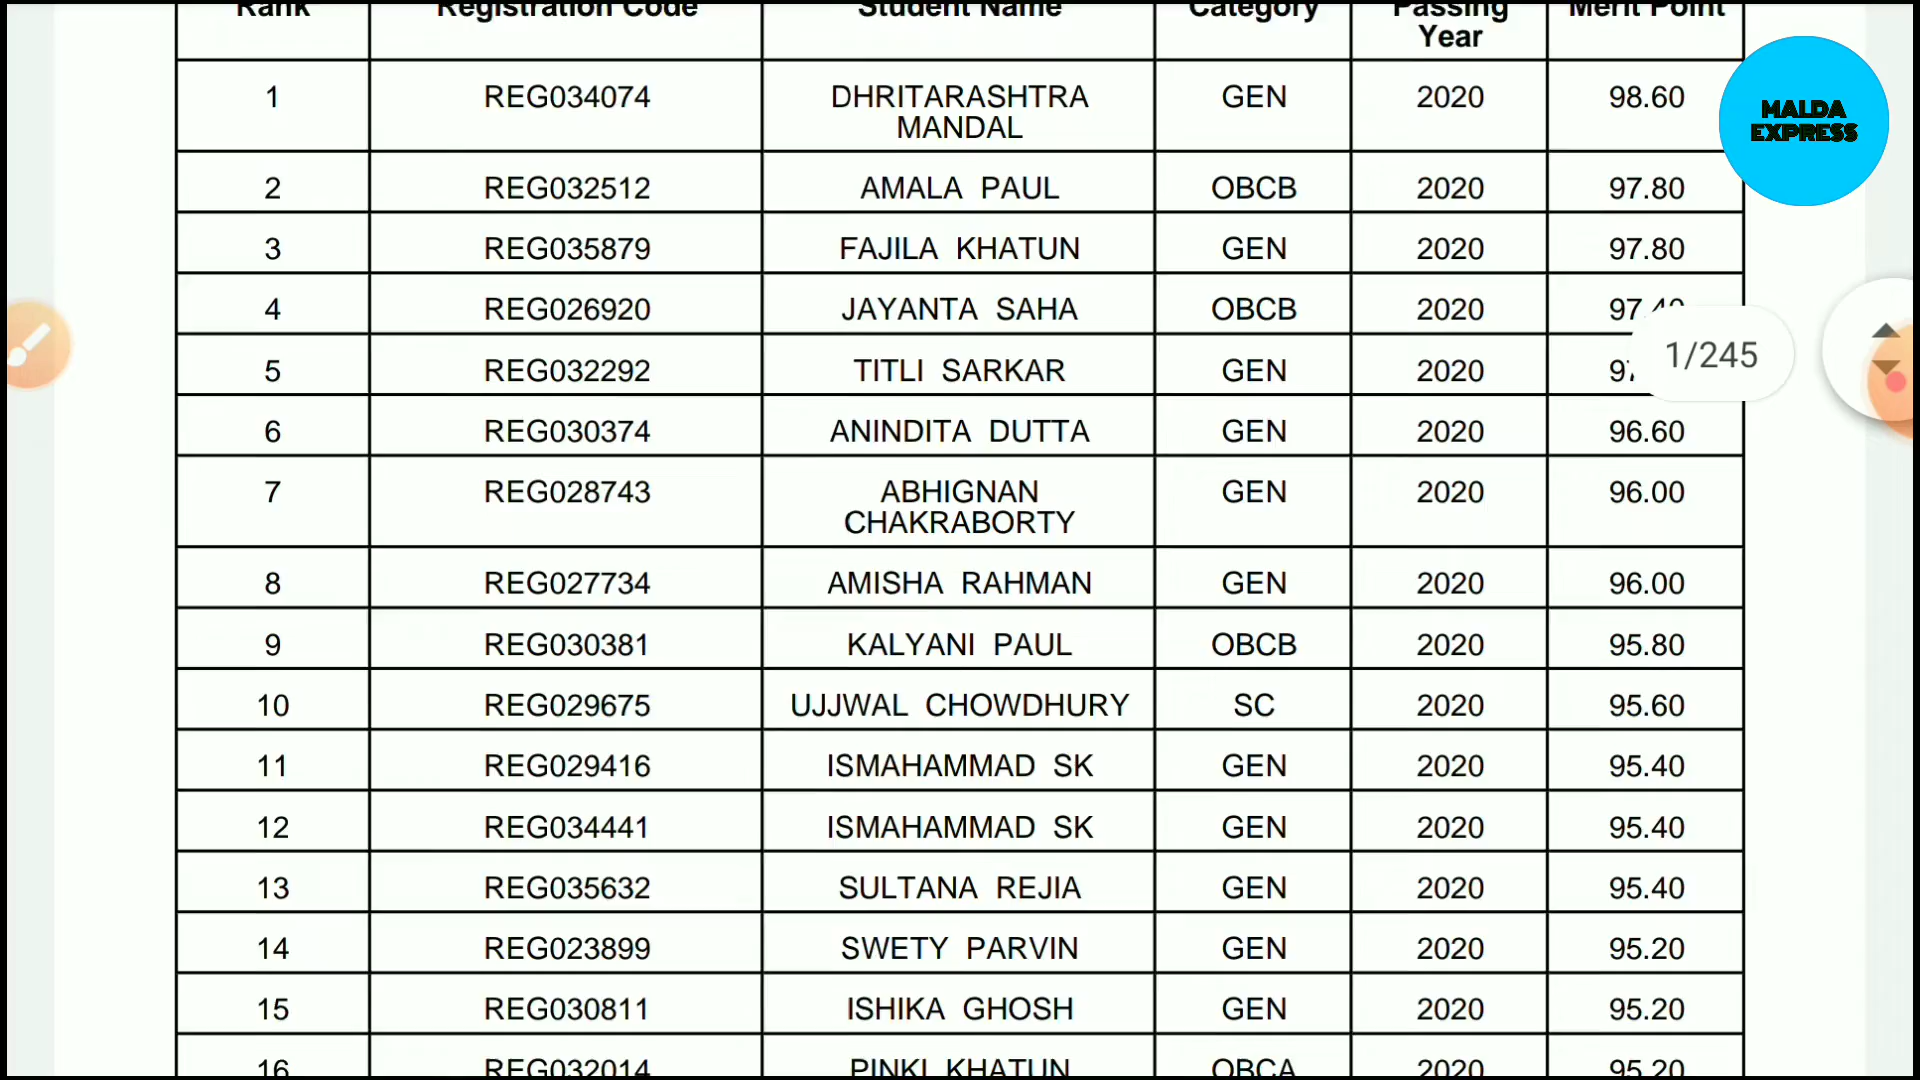 Rank Registration Code Student Name Category Passing Year Merit Point
1 REG034074 DHRITARASHTRA MANDAL GEN 2020 98.60
2 REG032512 AMALA PAUL OBCB 2020 97.80
3 REG035879 FAJILA KHATUN GEN 2020 97.80
4 REG026920 JAYANTA SAHA OBCB 2020 97.40
5 REG032292 TITLI SARKAR GEN 2020
6 REG030374 ANINDITA DUTTA GEN 2020 96.60
7 REG028743 ABHIGNAN CHAKRABORTY GEN 2020 96.00
8 REG027734 AMISHA RAHMAN GEN 2020 96.00
9 REG030381 KALYANI PAUL OBCB 2020 95.80
10 REG029675 UJJWAL CHOWDHURY SC 2020 95.60
11 REG029416 ISMAHAMMAD SK GEN 2020 95.40
12 REG034441 ISMAHAMMAD SK GEN 2020 95.40
13 REG035632 SULTANA REJIA GEN 2020 95.40
14 REG023899 SWETY PARVIN GEN 2020 95.20
15 REG030811 ISHIKA GHOSH GEN 2020 95.20
16 REG032014 PINKI KHATUN OBCA 2020 95.20
MALDA
EXPRESS
1/245